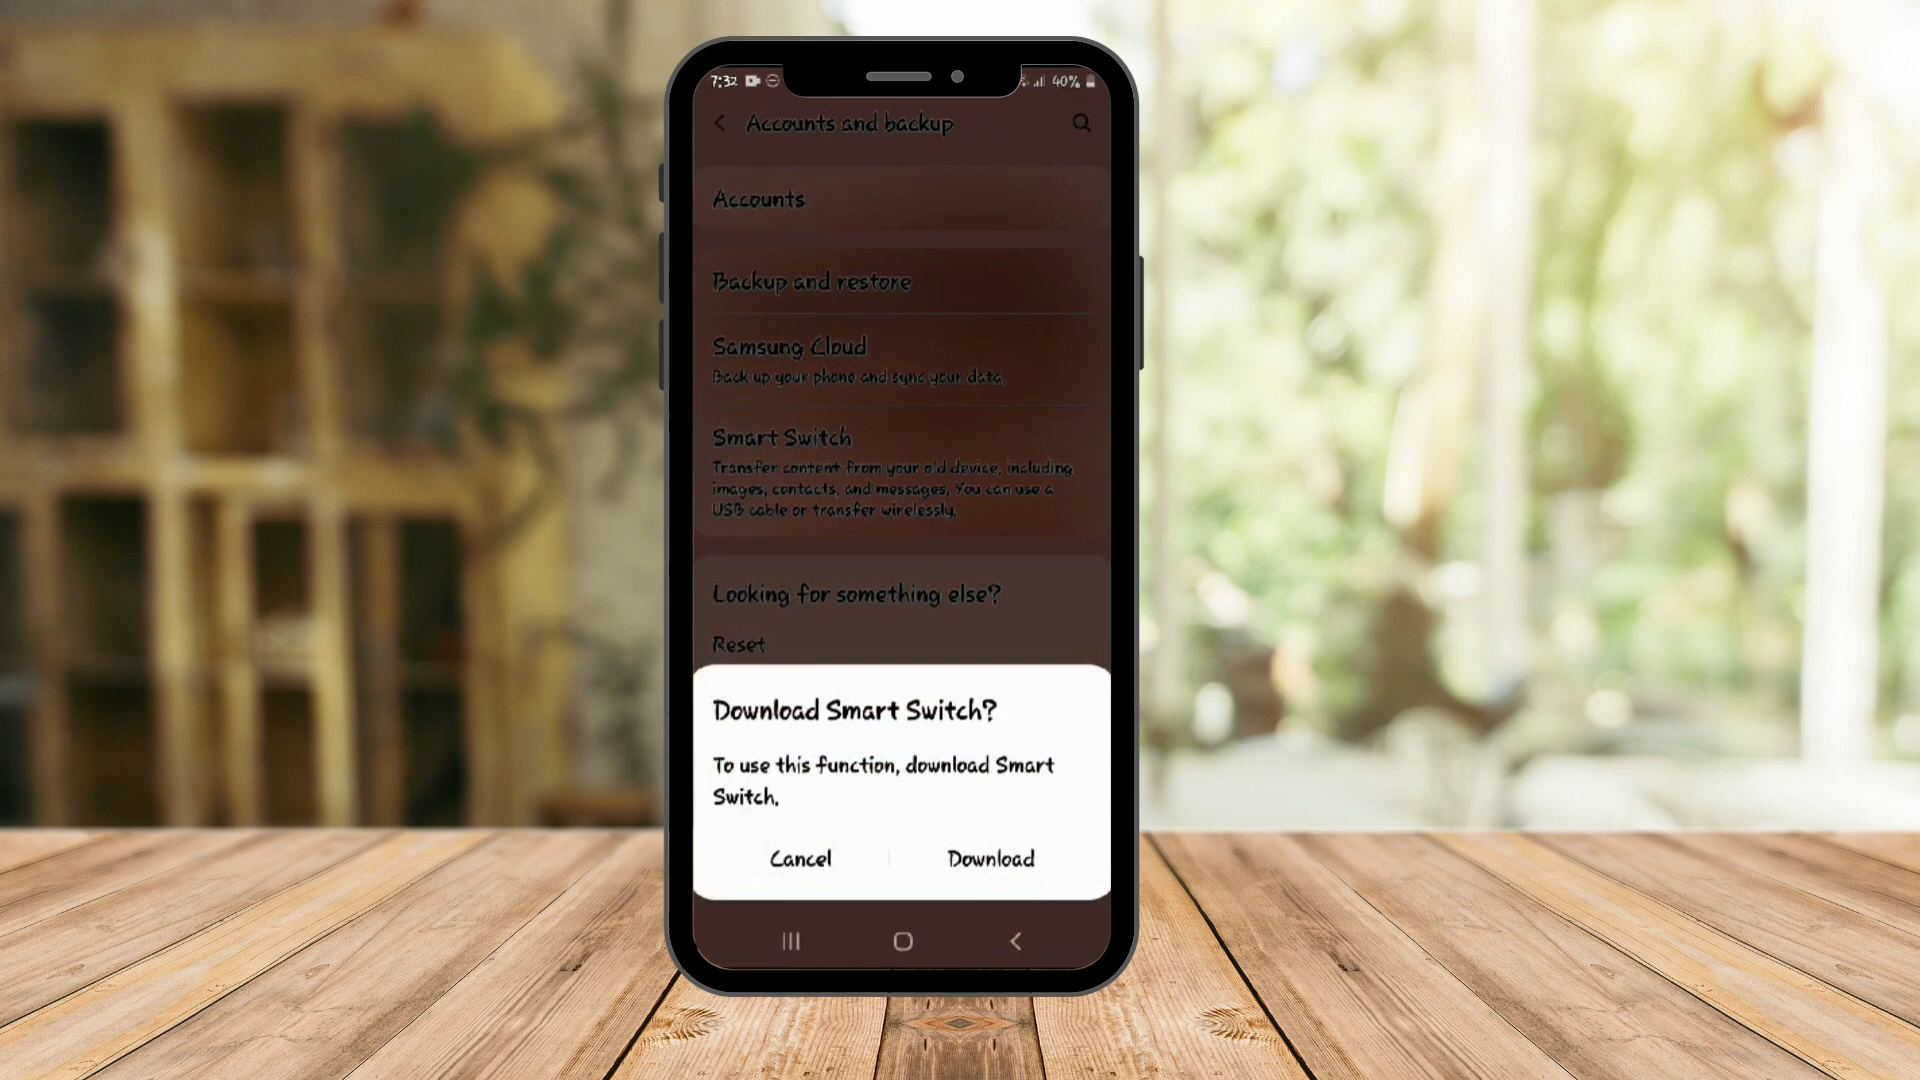 7:32 40%
Accounts and backup
Accounts
Backup and restore
Samsung Cloud
Back up your phone and sync your data.
Smart Switch
Transfer content from your old device, including
images, contacts, and messages. You can use a
USB cable or transfer wirelessly.
Looking for something else?
Reset
Download Smart Switch?
To use this function, download Smart
Switch.
Cancel Download